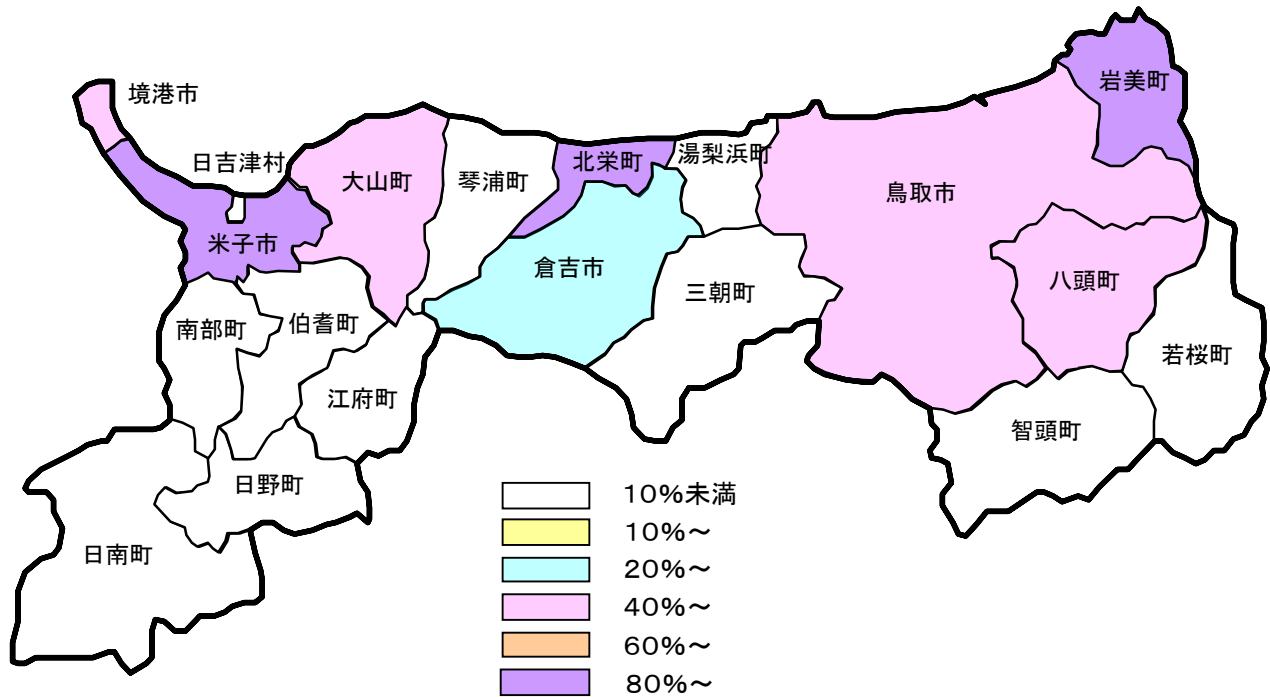 境港市
岩美町
日吉津村
大山町
琴浦町
北栄町
湯梨浜町
鳥取市
米子市
倉吉市
三朝町
八頭町
南部町
伯耆町
若桜町
江府町
智頭町
日野町
日南町
10%未満
10%～
20%～
40%～
60%～
80%～